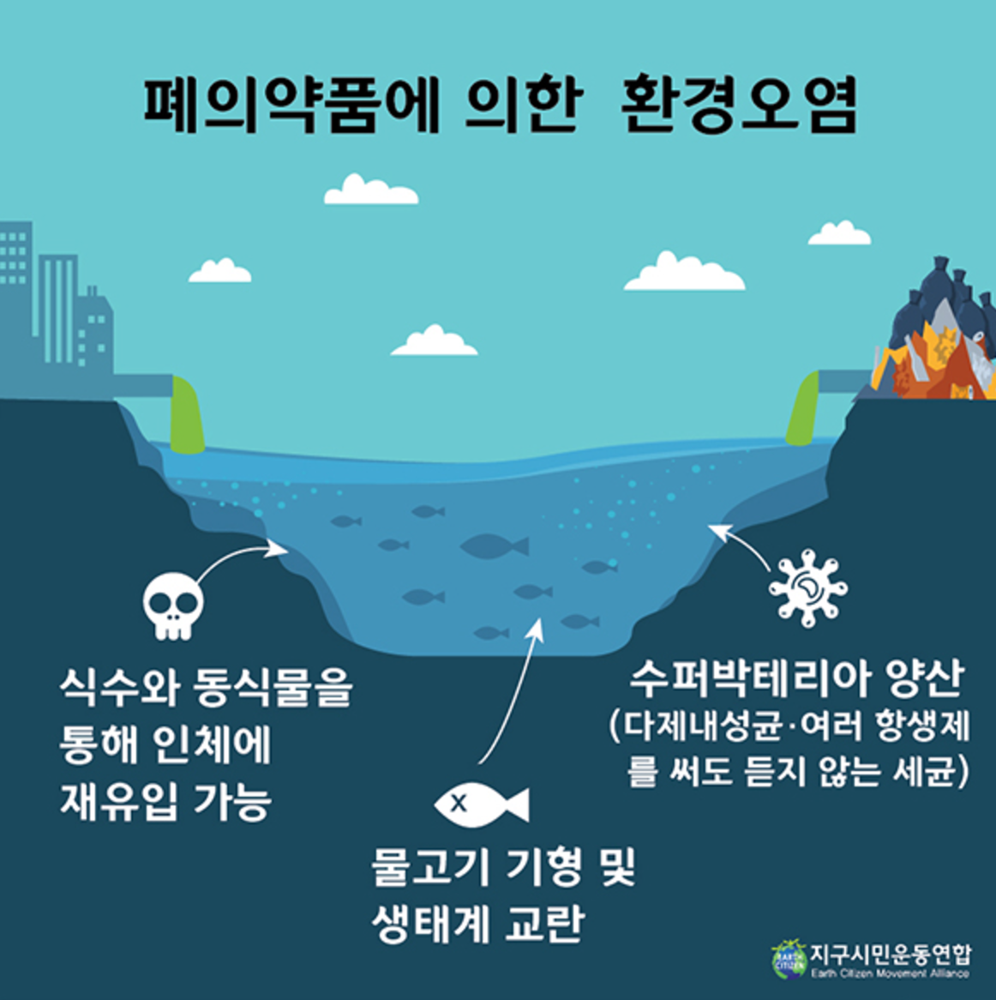 폐의약품에 의한 환경오염
식수와 동식물을
통해 인체에
재유입 가능
수퍼박테리아 양산
(다제내성균·여러 항생제
를 써도 듣지 않는 세균)
X
물고기 기형 및
생태계 교란
EARTH
CITIZEN
지구시민운동연합
Earth Citizen Movement Alliance